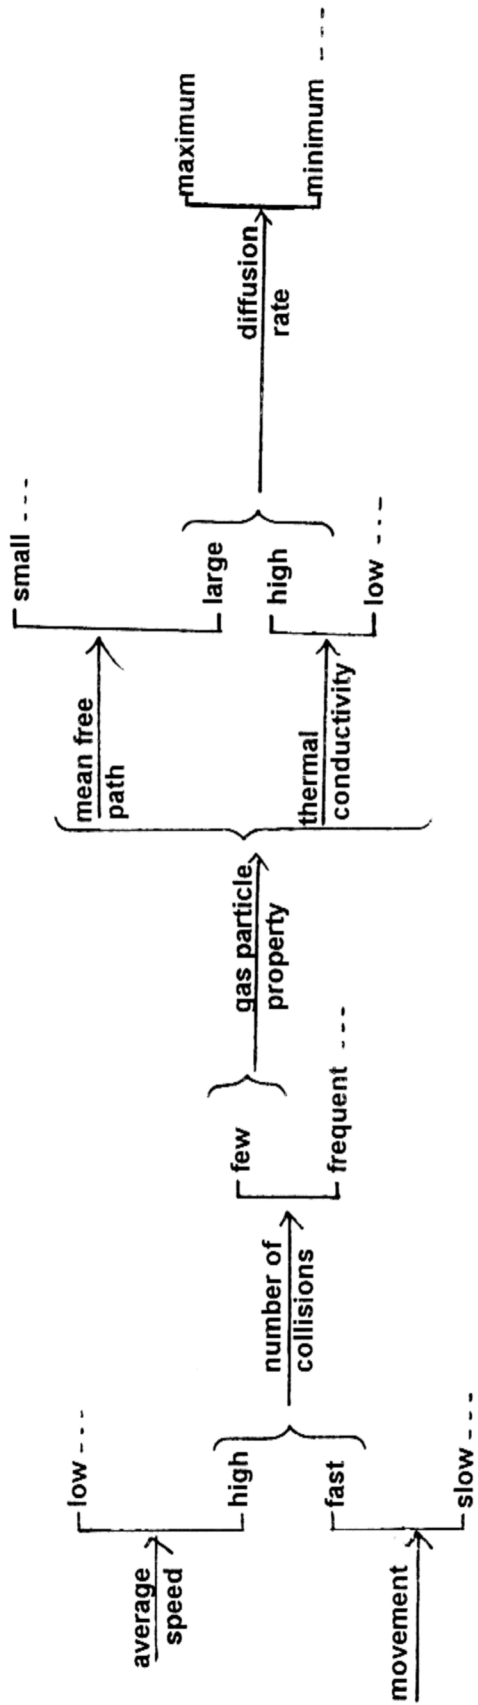 average
speed
low ---
high
movement
fast
slow ---
number of
collisions
few
frequent ---
gas particle
property
mean free
path
small ---
large
thermal
conductivity
high
low ---
diffusion
rate
maximum
minimum ---